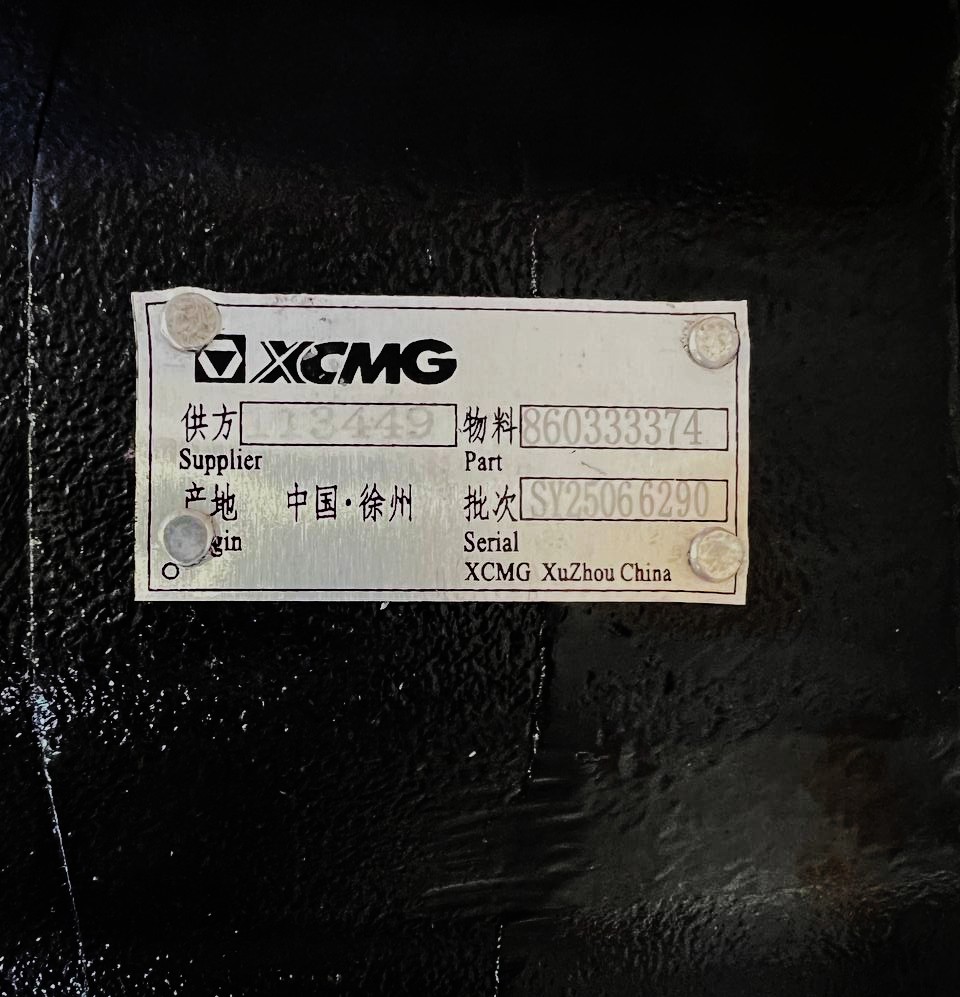 XCMG
供方 物料 860333374
Supplier Part
产地 中国·徐州 批次 SY25066290
Serial
XCMG XuZhou China